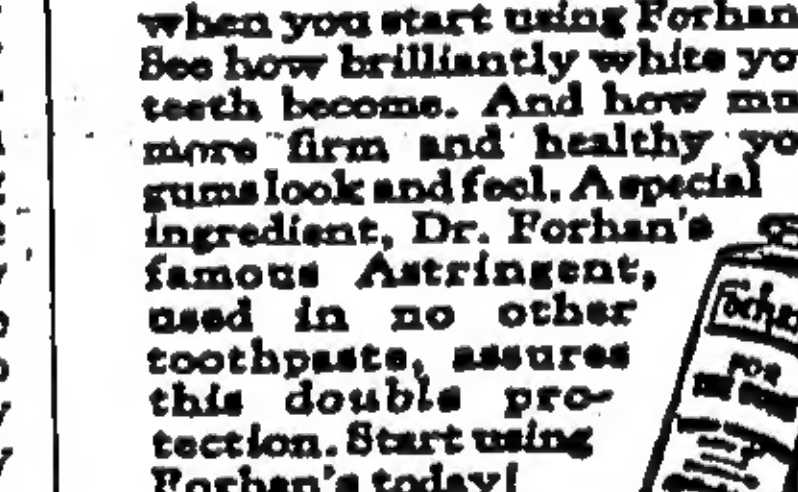 when you start using Forhan
See how brilliantly white yo
teeth become. And how mu
more firm and healthy yo
gums look and feel. A special
ingredient, Dr. Forhan's
famous Astringent,
used in no other
toothpaste, assures
this double pro-
tection. Start using
Forhan's today!